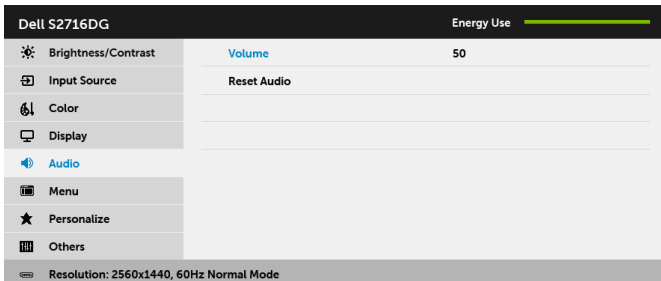 Dell S2716DG Energy Use
Brightness/Contrast Volume 50
Input Source Reset Audio
Color
Display
Audio
Menu
Personalize
Others
Resolution: 2560x1440, 60Hz Normal Mode